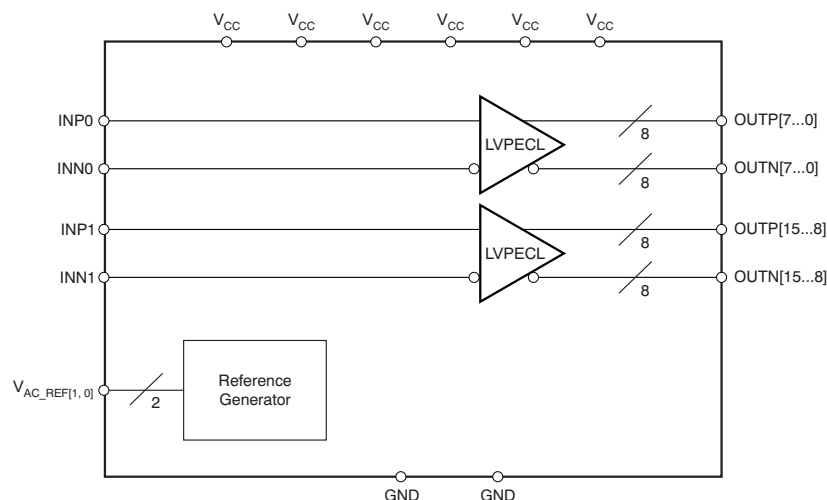 VCC VCC VCC VCC VCC VCC
INP0
LVPECL
8
OUTP[7...0]
INN0
8
OUTN[7...0]
INP1
LVPECL
8
OUTP[15...8]
INN1
8
OUTN[15...8]
VAC_REF[1, 0]
2
Reference
Generator
GND GND